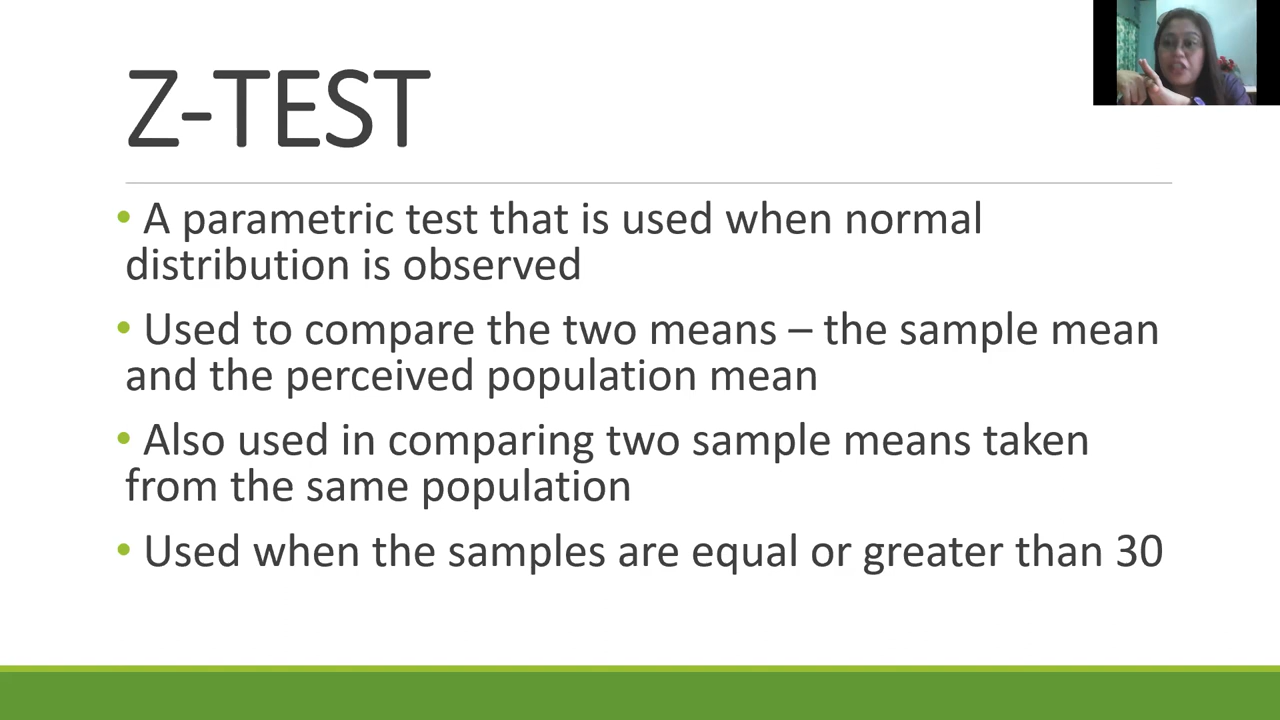 Z-TEST
• A parametric test that is used when normal
distribution is observed
• Used to compare the two means – the sample mean
and the perceived population mean
• Also used in comparing two sample means taken
from the same population
• Used when the samples are equal or greater than 30